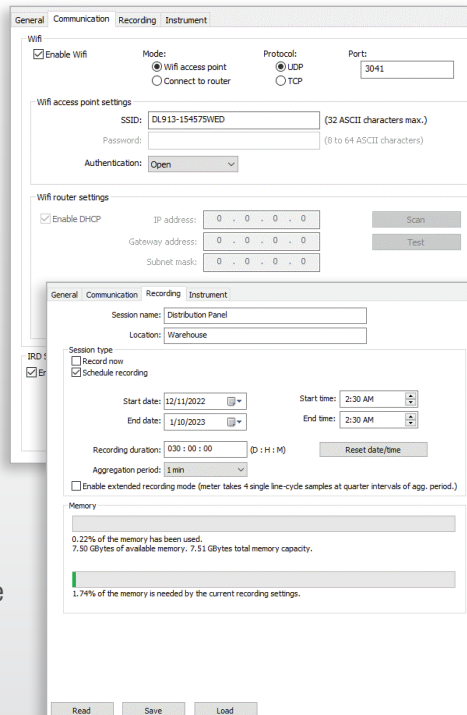 General Communication Recording Instrument
Wifi
Enable Wifi
Mode:
Wifi access point
Connect to router
Protocol:
UDP
TCP
Port:
3041
Wifi access point settings
SSID: DL913-154575WED (32 ASCII characters max.)
Password: (8 to 64 ASCII characters)
Authentication: Open
Wifi router settings
Enable DHCP
IP address: 0 . 0 . 0 . 0 Scan
Gateway address: 0 . 0 . 0 . 0 Test
Subnet mask: 0 . 0 . 0 . 0
IRD S
En
e
General Communication Recording Instrument
Session name: Distribution Panel
Location: Warehouse
Session type
Record now
Schedule recording
Start date: 12/11/2022 Start time: 2:30 AM
End date: 1/10/2023 End time: 2:30 AM
Recording duration: 030 : 00 : 00 (D : H : M) Reset date/time
Aggregation period: 1 min
Enable extended recording mode (meter takes 4 single line-cycle samples at quarter intervals of agg. period.)
Memory
0.22% of the memory has been used.
7.50 GBytes of available memory. 7.51 GBytes total memory capacity.
1.74% of the memory is needed by the current recording settings.
Read Save Load